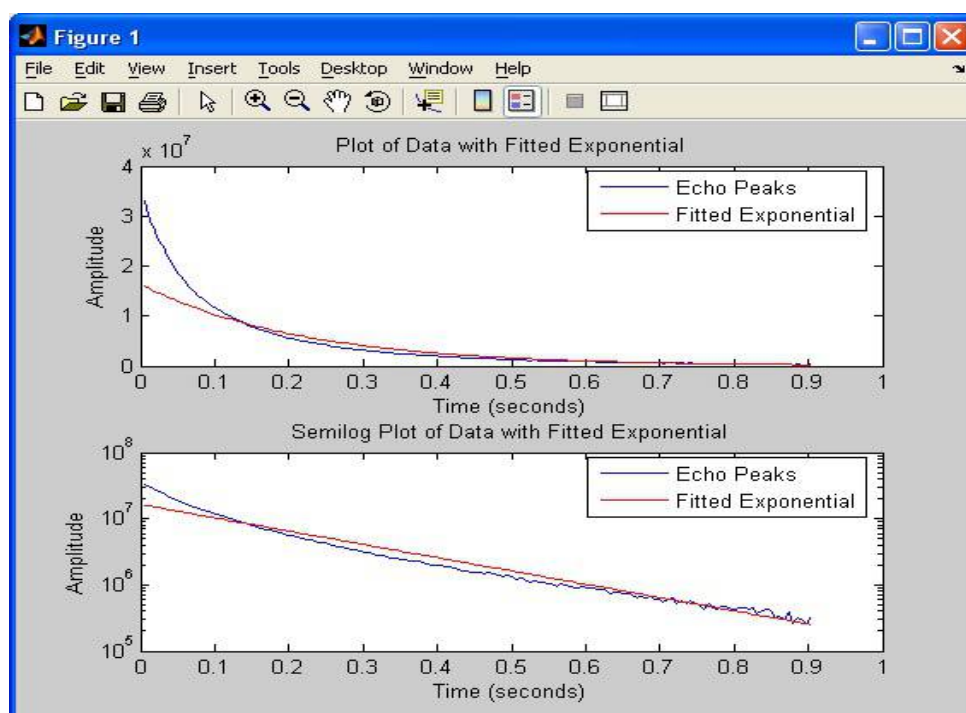 Figure 1
File Edit View Insert Tools Desktop Window Help
x 10^7
Plot of Data with Fitted Exponential
Echo Peaks
Fitted Exponential
Amplitude
4
3
2
1
0
0 0.1 0.2 0.3 0.4 0.5 0.6 0.7 0.8 0.9 1
Time (seconds)
Semilog Plot of Data with Fitted Exponential
Echo Peaks
Fitted Exponential
Amplitude
10^8
10^7
10^6
10^5
0 0.1 0.2 0.3 0.4 0.5 0.6 0.7 0.8 0.9 1
Time (seconds)